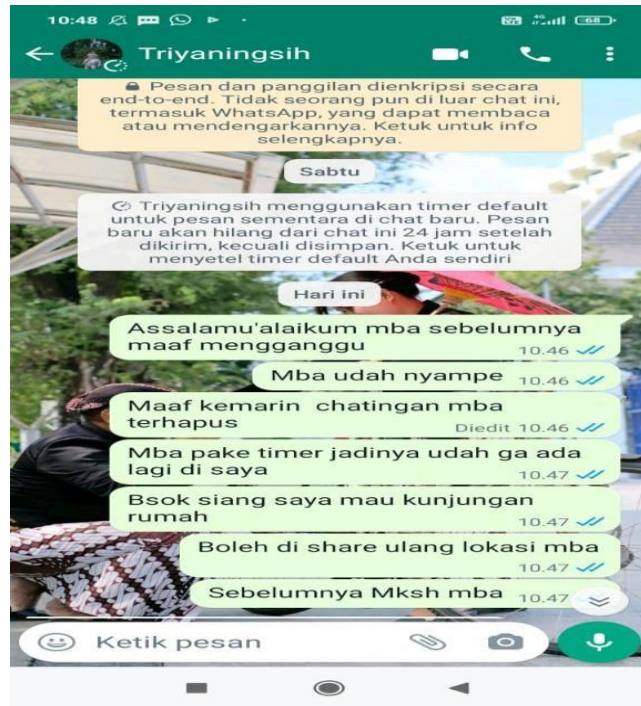 10:48
68
Triyaningsih
Pesan dan panggilan dienkripsi secara
end-to-end. Tidak seorang pun di luar chat ini,
termasuk WhatsApp, yang dapat membaca
atau mendengarkannya. Ketuk untuk info
selengkapnya.
Sabtu
Triyaningsih menggunakan timer default
untuk pesan sementara di chat baru. Pesan
baru akan hilang dari chat ini 24 jam setelah
dikirim, kecuali disimpan. Ketuk untuk
menyetel timer default Anda sendiri
Hari ini
Assalamu'alaikum mba sebelumnya
maaf mengganggu
10.46
Mba udah nyampe 10.46
Maaf kemarin chatingan mba
terhapus
Diedit 10.46
Mba pake timer jadinya udah ga ada
lagi di saya
10.47
Bsok siang saya mau kunjungan
rumah
10.47
Boleh di share ulang lokasi mba
10.47
Sebelumnya Mksh mba 10.47
Ketik pesan